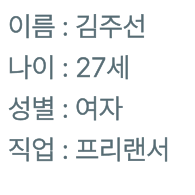 이름 : 김주선
나이 : 27세
성별 : 여자
직업 : 프리랜서